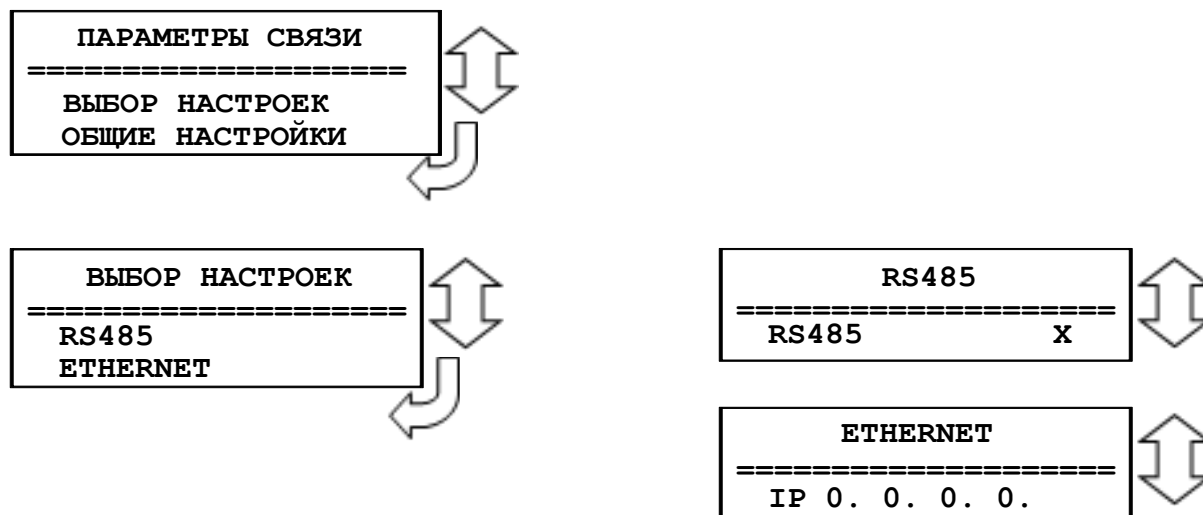 ПАРАМЕТРЫ СВЯЗИ
====================
ВЫБОР НАСТРОЕК
ОБЩИЕ НАСТРОЙКИ
ВЫБОР НАСТРОЕК
====================
RS485
ETHERNET
RS485
====================
RS485 X
ETHERNET
====================
IP 0. 0. 0. 0.